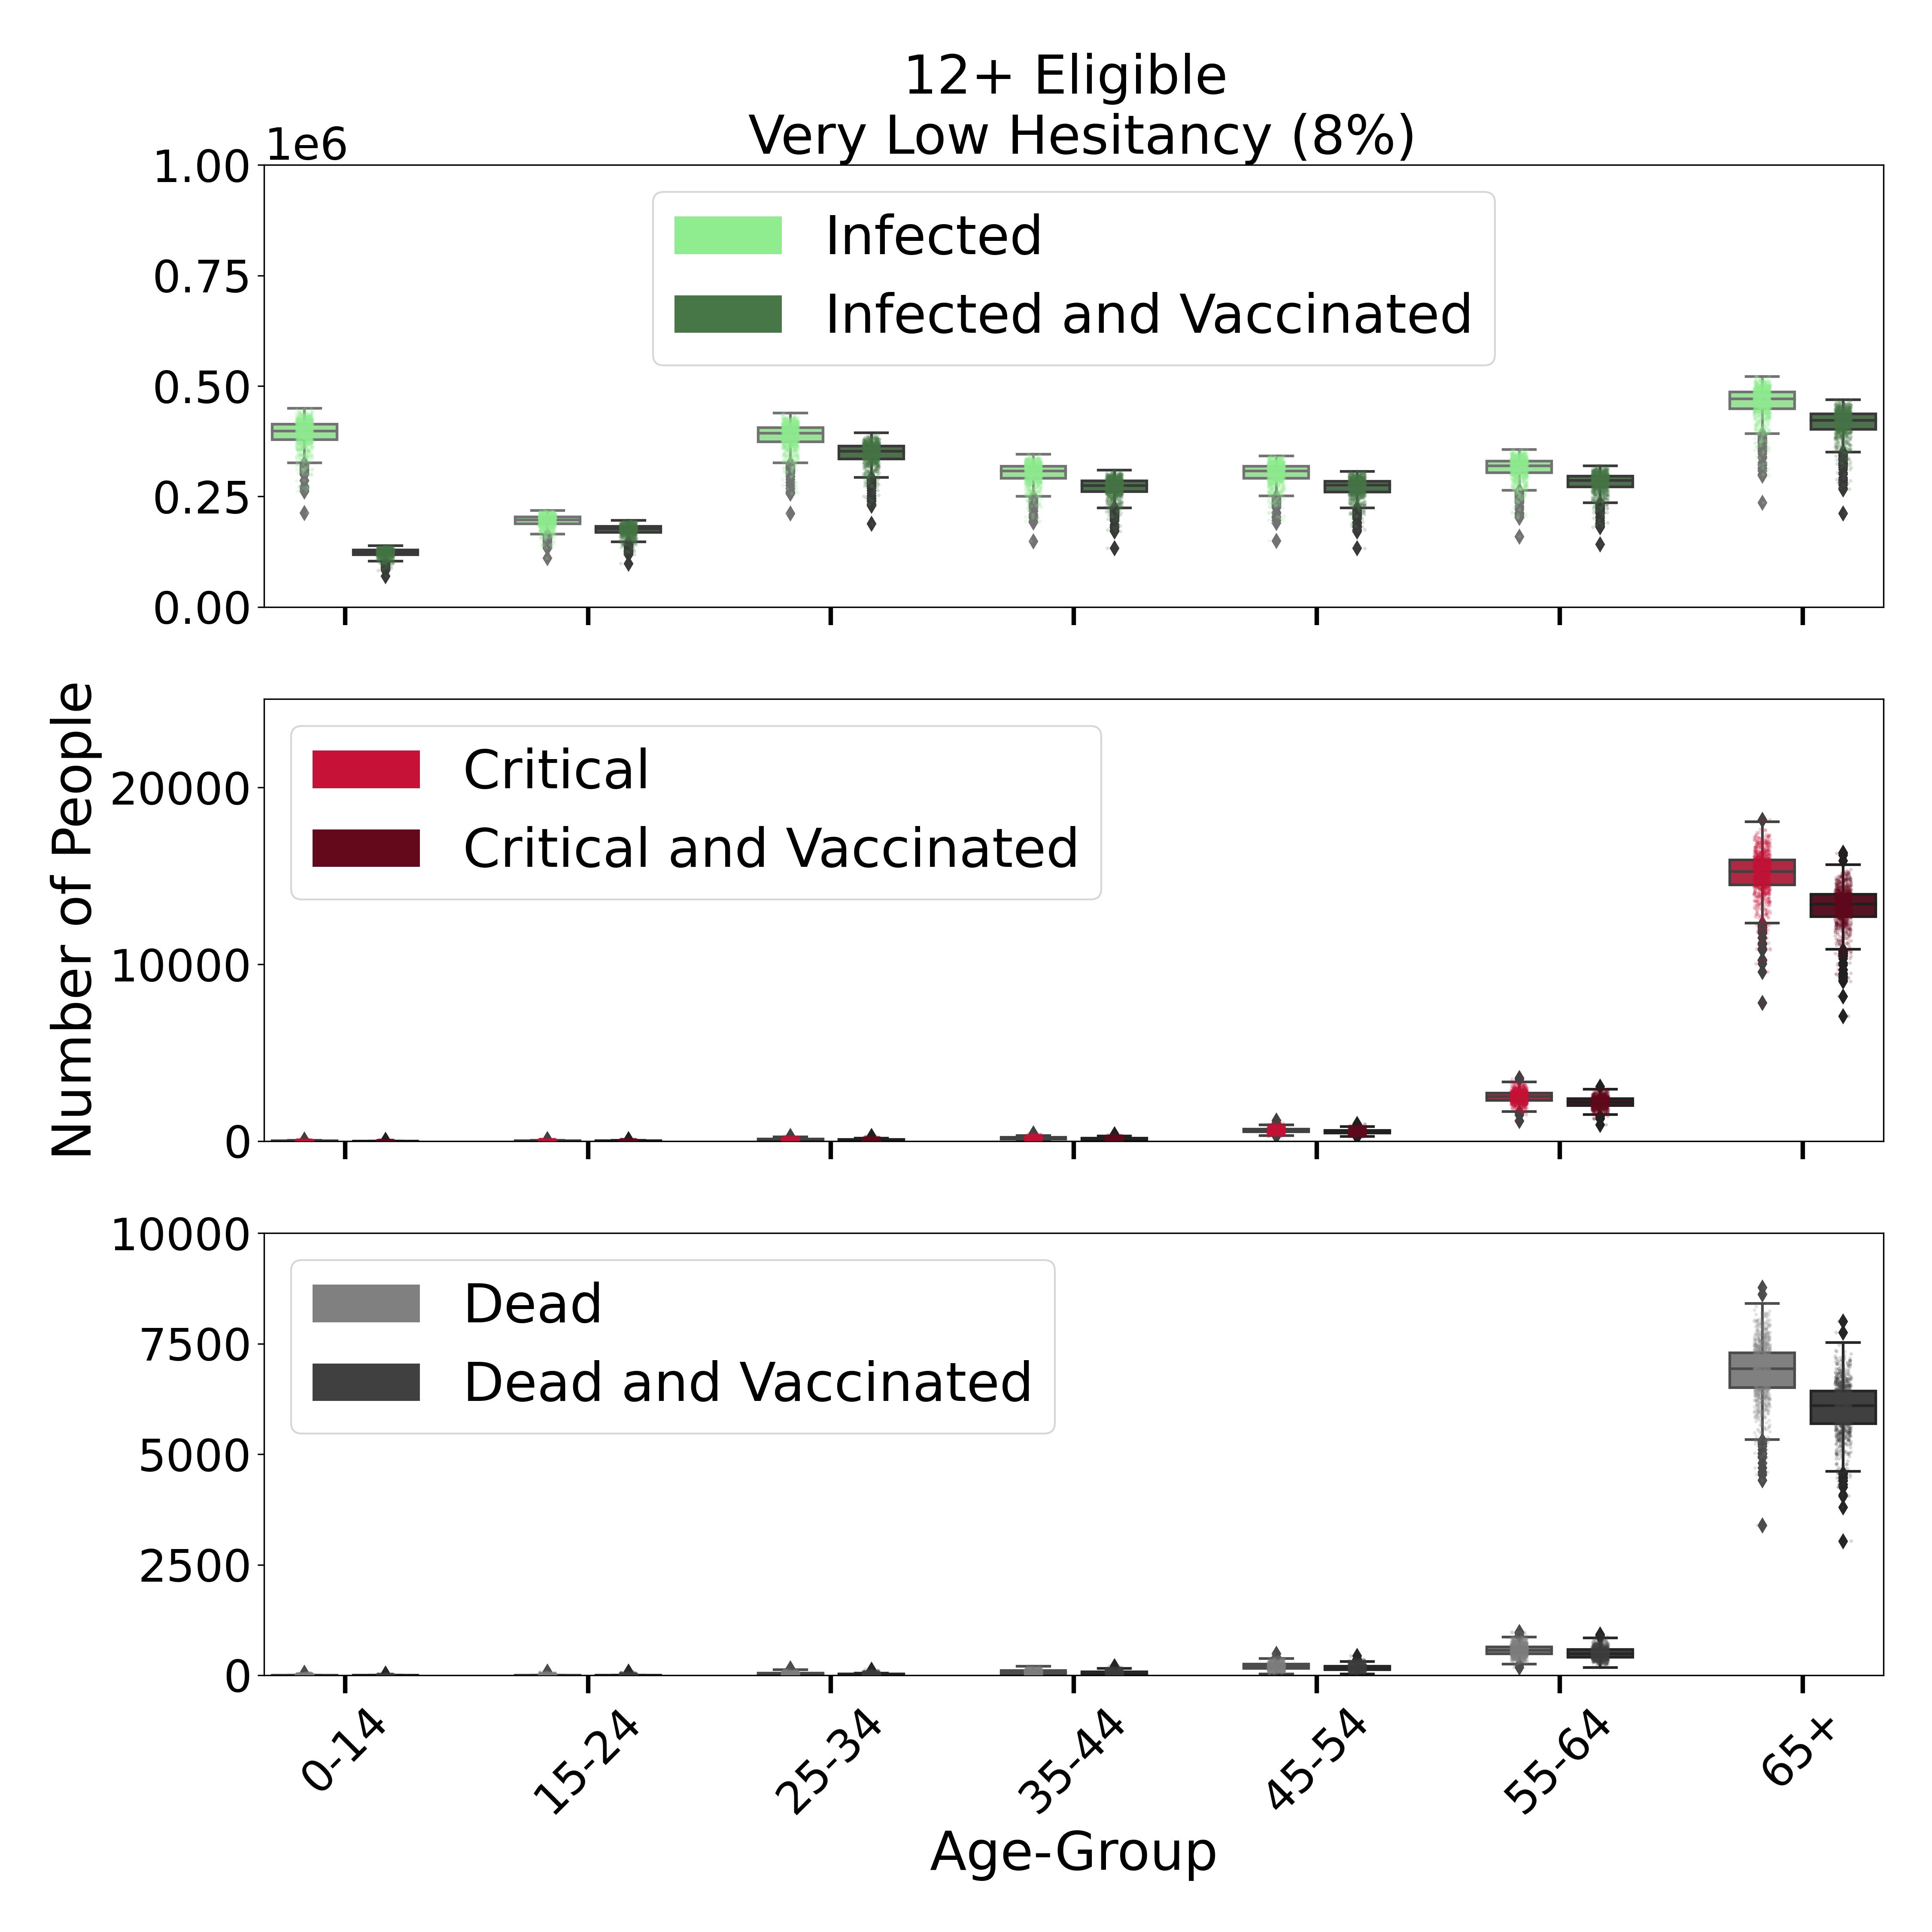 12+ Eligible
Very Low Hesitancy (8%)
1e6
1.00
0.75
0.50
0.25
0.00
Infected
Infected and Vaccinated
Number of People
20000
10000
0
Critical
Critical and Vaccinated
10000
7500
5000
2500
0
Dead
Dead and Vaccinated
0-14
15-24
25-34
35-44
45-54
55-64
65+
Age-Group